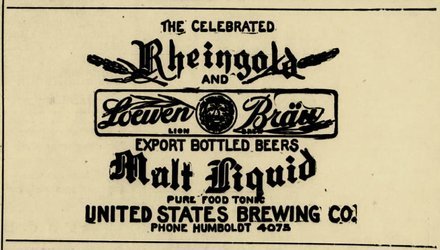 THE CELEBRATED
Rheingold
AND
Loewen Bräu
LION
EXPORT BOTTLED BEERS
Malt Liquid
PURE FOOD TONIC
UNITED STATES BREWING CO.
PHONE HUMBOLDT 4075